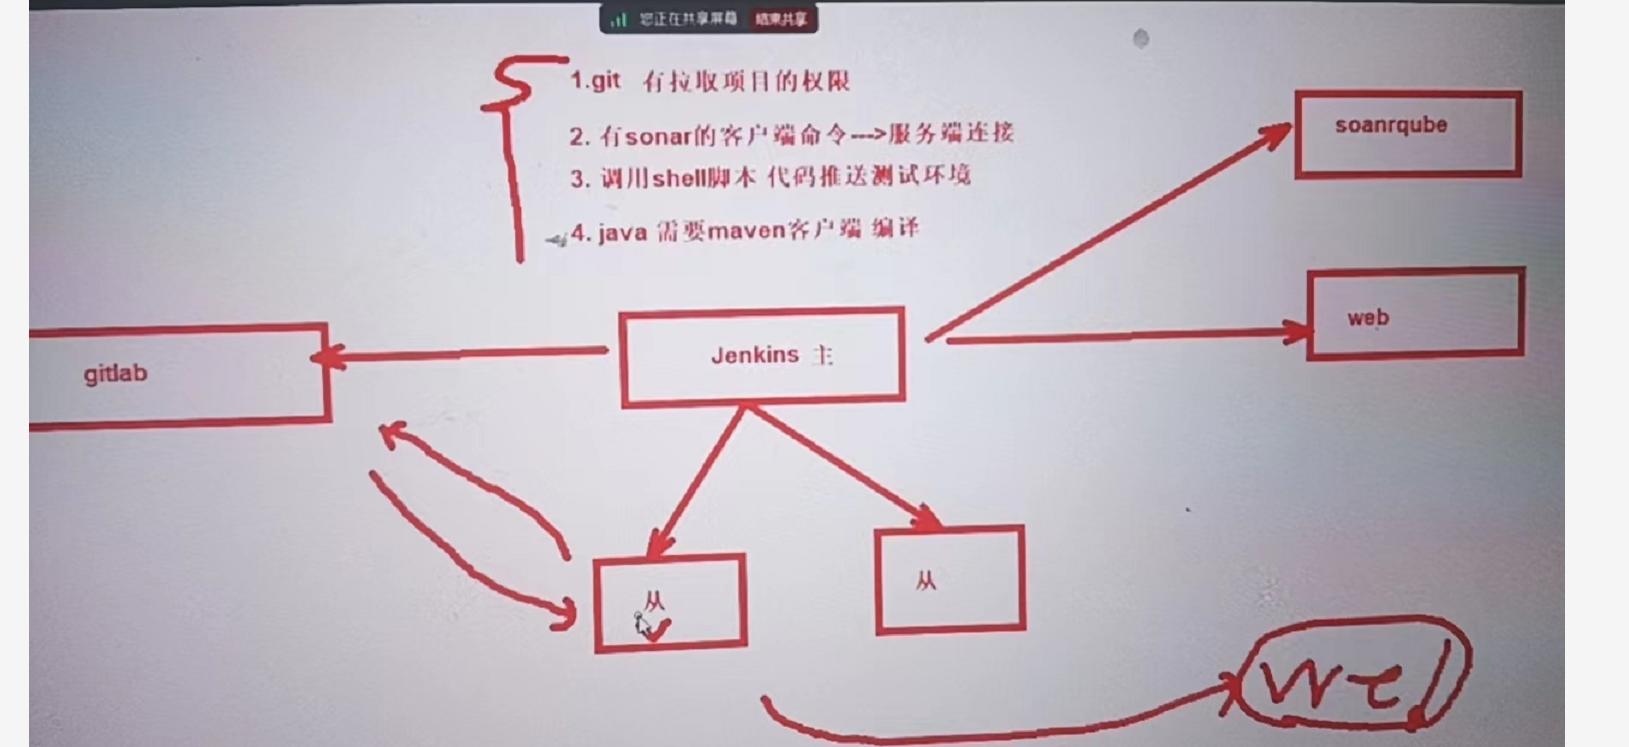 您正在共享屏幕 结束共享
1.git 有拉取项目的权限
2. 有sonar的客户端命令--->服务端连接
3. 调用shell脚本 代码推送测试环境
4. java 需要maven客户端 编译
soanrqube
web
gitlab
Jenkins 主
从
从
web